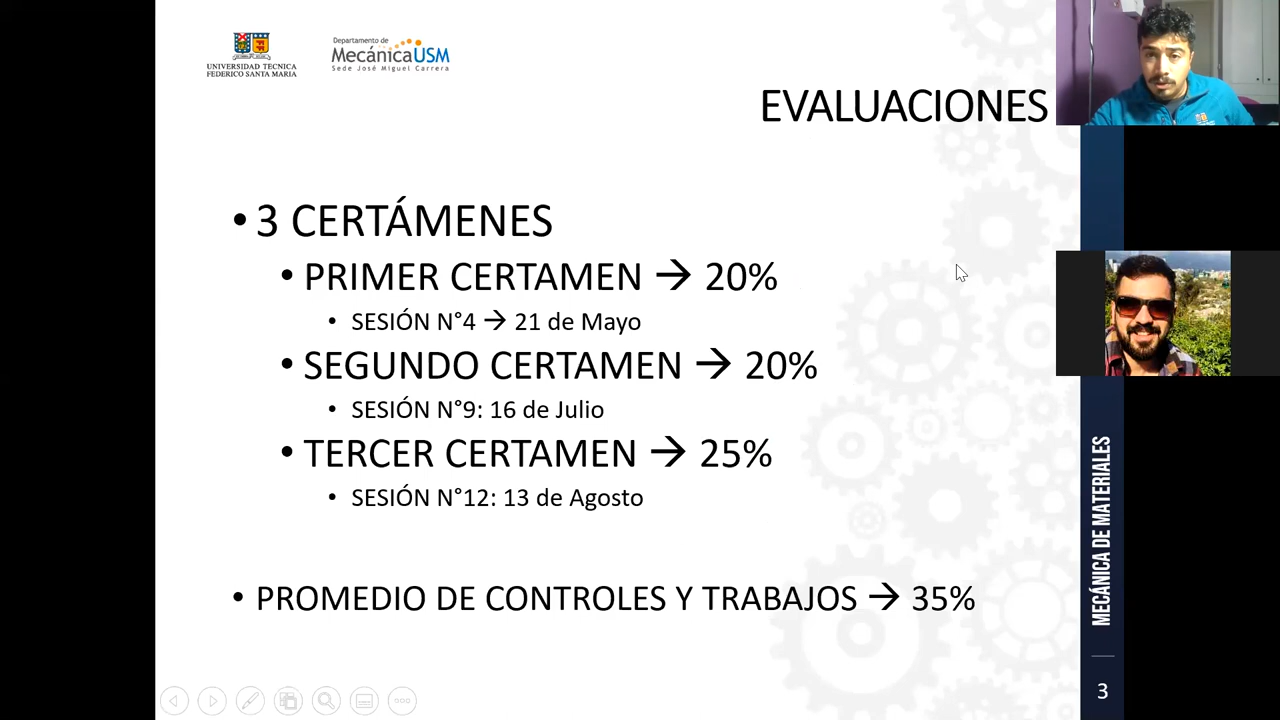 UNIVERSIDAD TECNICA
FEDERICO SANTA MARIA
Departamento de
MecánicaUSM
Sede José Miguel Carrera
EVALUACIONES
• 3 CERTÁMENES
• PRIMER CERTAMEN → 20%
• SESIÓN N°4 → 21 de Mayo
• SEGUNDO CERTAMEN → 20%
• SESIÓN N°9: 16 de Julio
• TERCER CERTAMEN → 25%
• SESIÓN N°12: 13 de Agosto
• PROMEDIO DE CONTROLES Y TRABAJOS → 35%
MECÁNICA DE MATERIALES
3